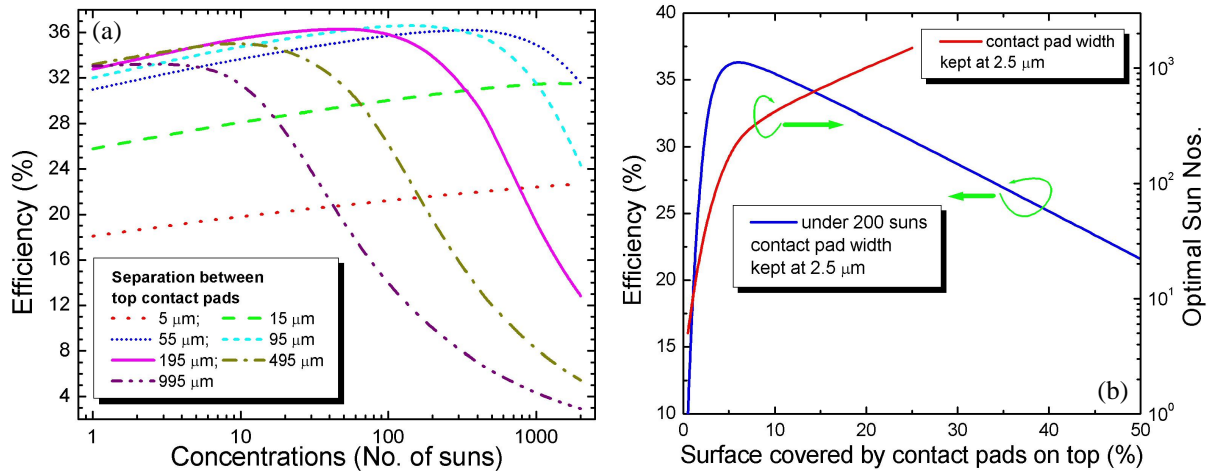 (a)
36
32
28
24
20
16
12
8
4
Efficiency (%)
Separation between
top contact pads
5 μm; 15 μm
55 μm; 95 μm
195 μm; 495 μm
995 μm
1 10 100 1000
Concentrations (No. of suns)
40
35
30
25
20
15
10
Efficiency (%)
contact pad width
kept at 2.5 μm
under 200 suns
contact pad width
kept at 2.5 μm
10³
10²
10¹
10⁰
Optimal Sun Nos.
(b)
0 10 20 30 40 50
Surface covered by contact pads on top (%)